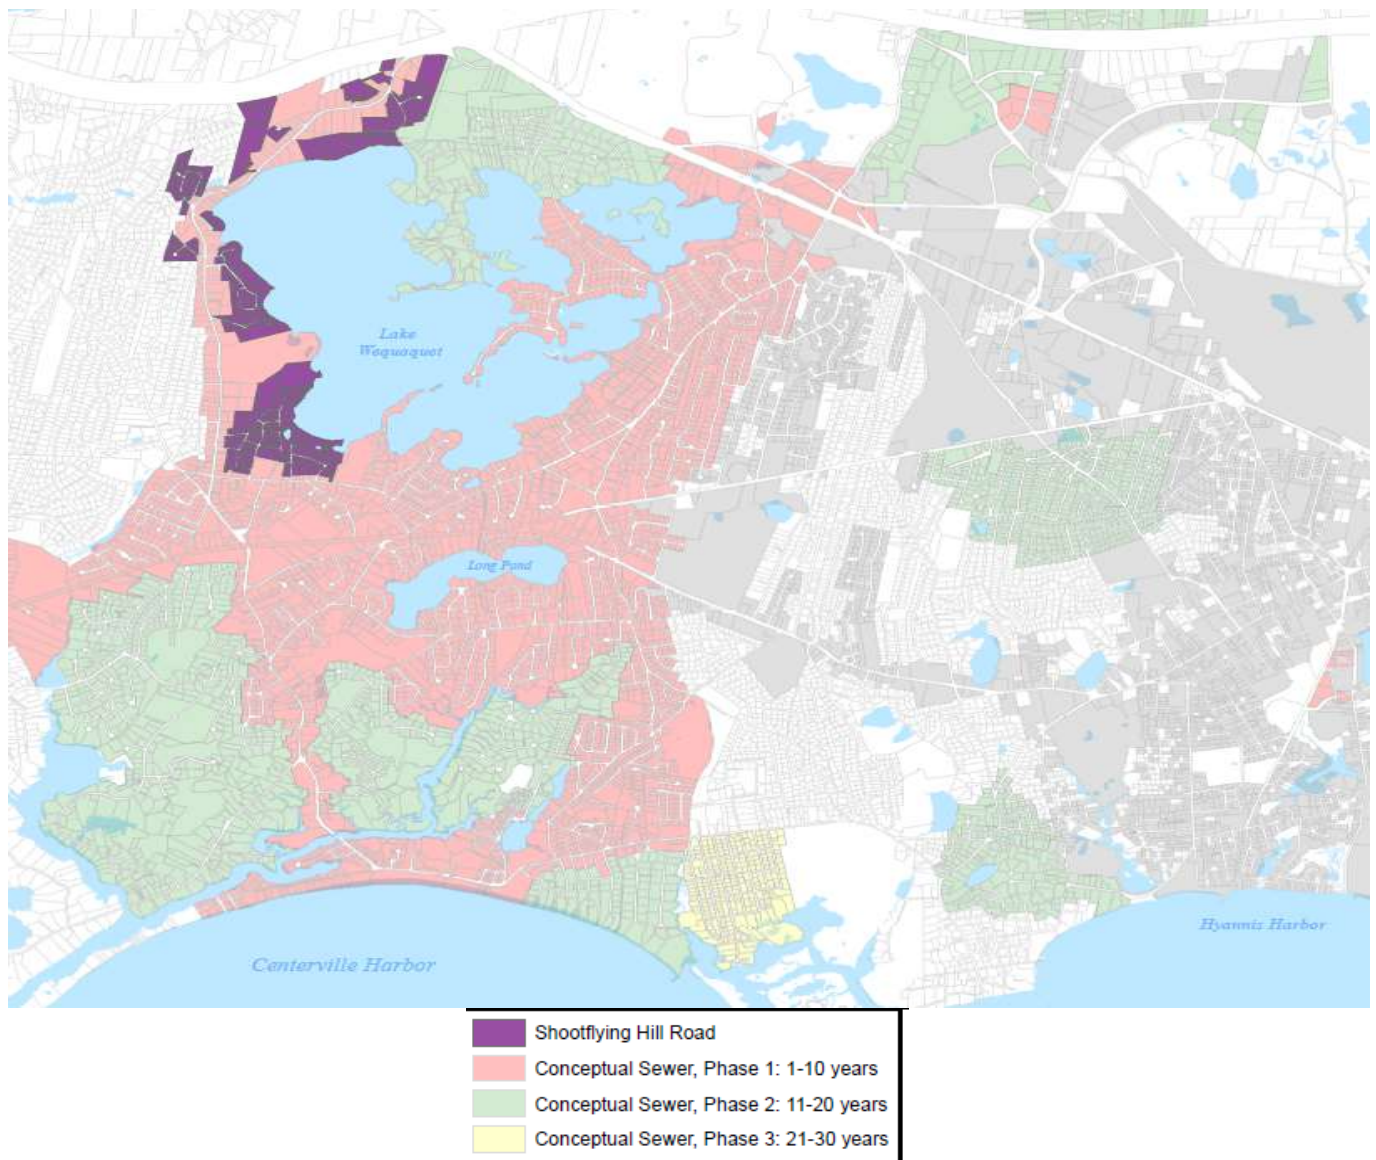 Lake
Wequaquet
Long Pond
Hyannis Harbor
Centerville Harbor
Shootflying Hill Road
Conceptual Sewer, Phase 1: 1-10 years
Conceptual Sewer, Phase 2: 11-20 years
Conceptual Sewer, Phase 3: 21-30 years